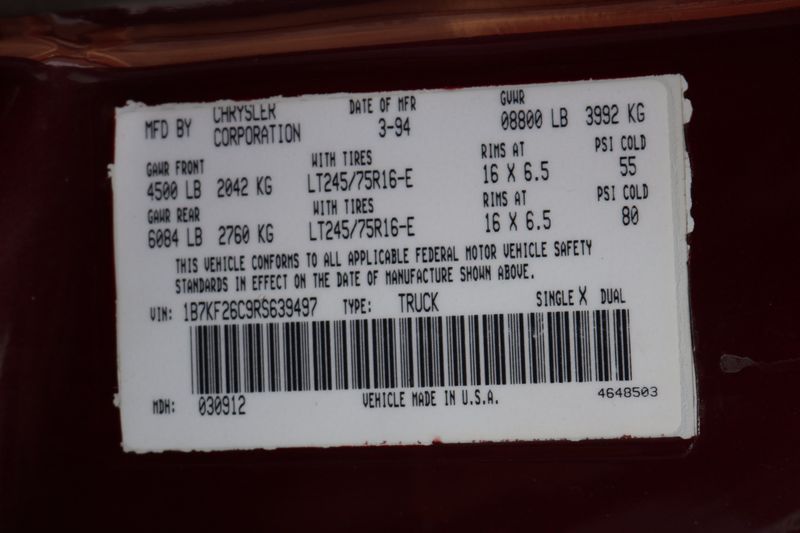 MFD BY CHRYSLER CORPORATION DATE OF MFR 3-94 GVWR 08800 LB 3992 KG
GAWR FRONT WITH TIRES RIMS AT PSI COLD
4500 LB 2042 KG LT245/75R16-E 16 X 6.5 55
GAWR REAR WITH TIRES RIMS AT PSI COLD
6084 LB 2760 KG LT245/75R16-E 16 X 6.5 80
THIS VEHICLE CONFORMS TO ALL APPLICABLE FEDERAL MOTOR VEHICLE SAFETY
STANDARDS IN EFFECT ON THE DATE OF MANUFACTURE SHOWN ABOVE.
VIN: 1B7KF26C9RS639497 TYPE: TRUCK SINGLE X DUAL
MDH: 030912 VEHICLE MADE IN U.S.A. 4648503